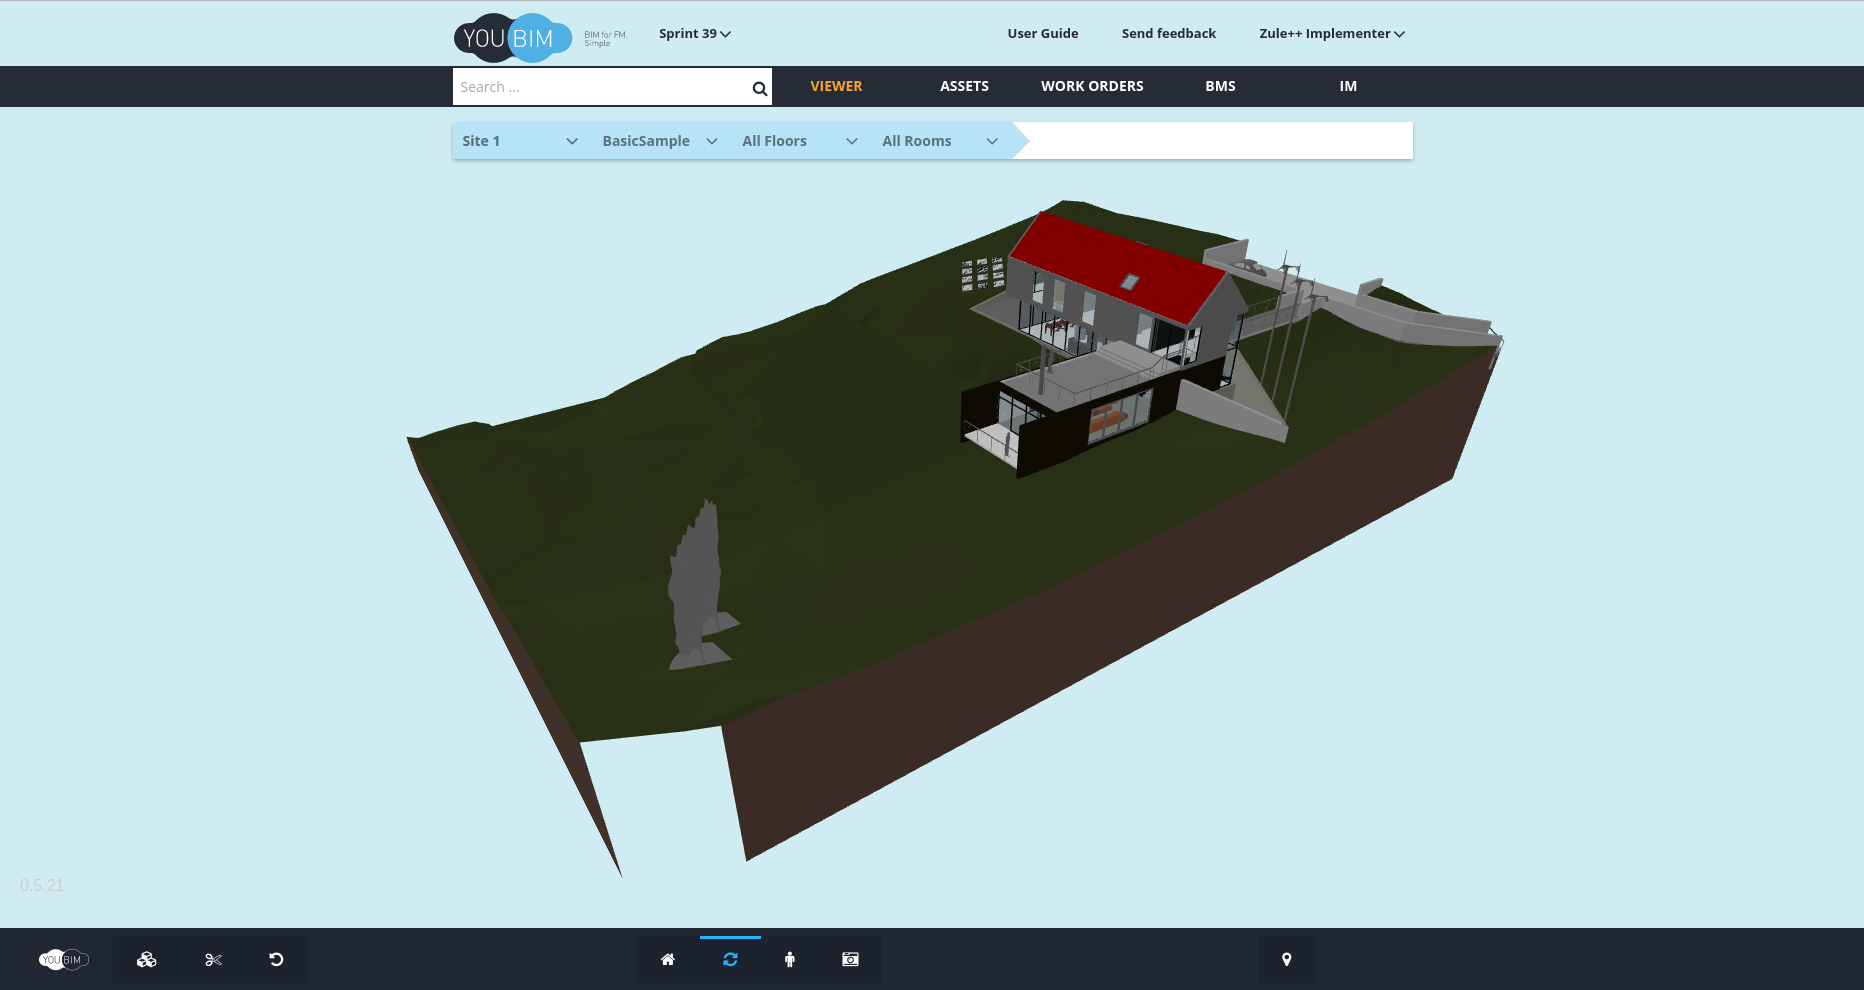 YOU BIM
BIM for FM.
Simple
Sprint 39
User Guide
Send feedback
Zule++ Implementer
Search ...
VIEWER
ASSETS
WORK ORDERS
BMS
IM
Site 1
BasicSample
All Floors
All Rooms
0.5.21
YOU BIM